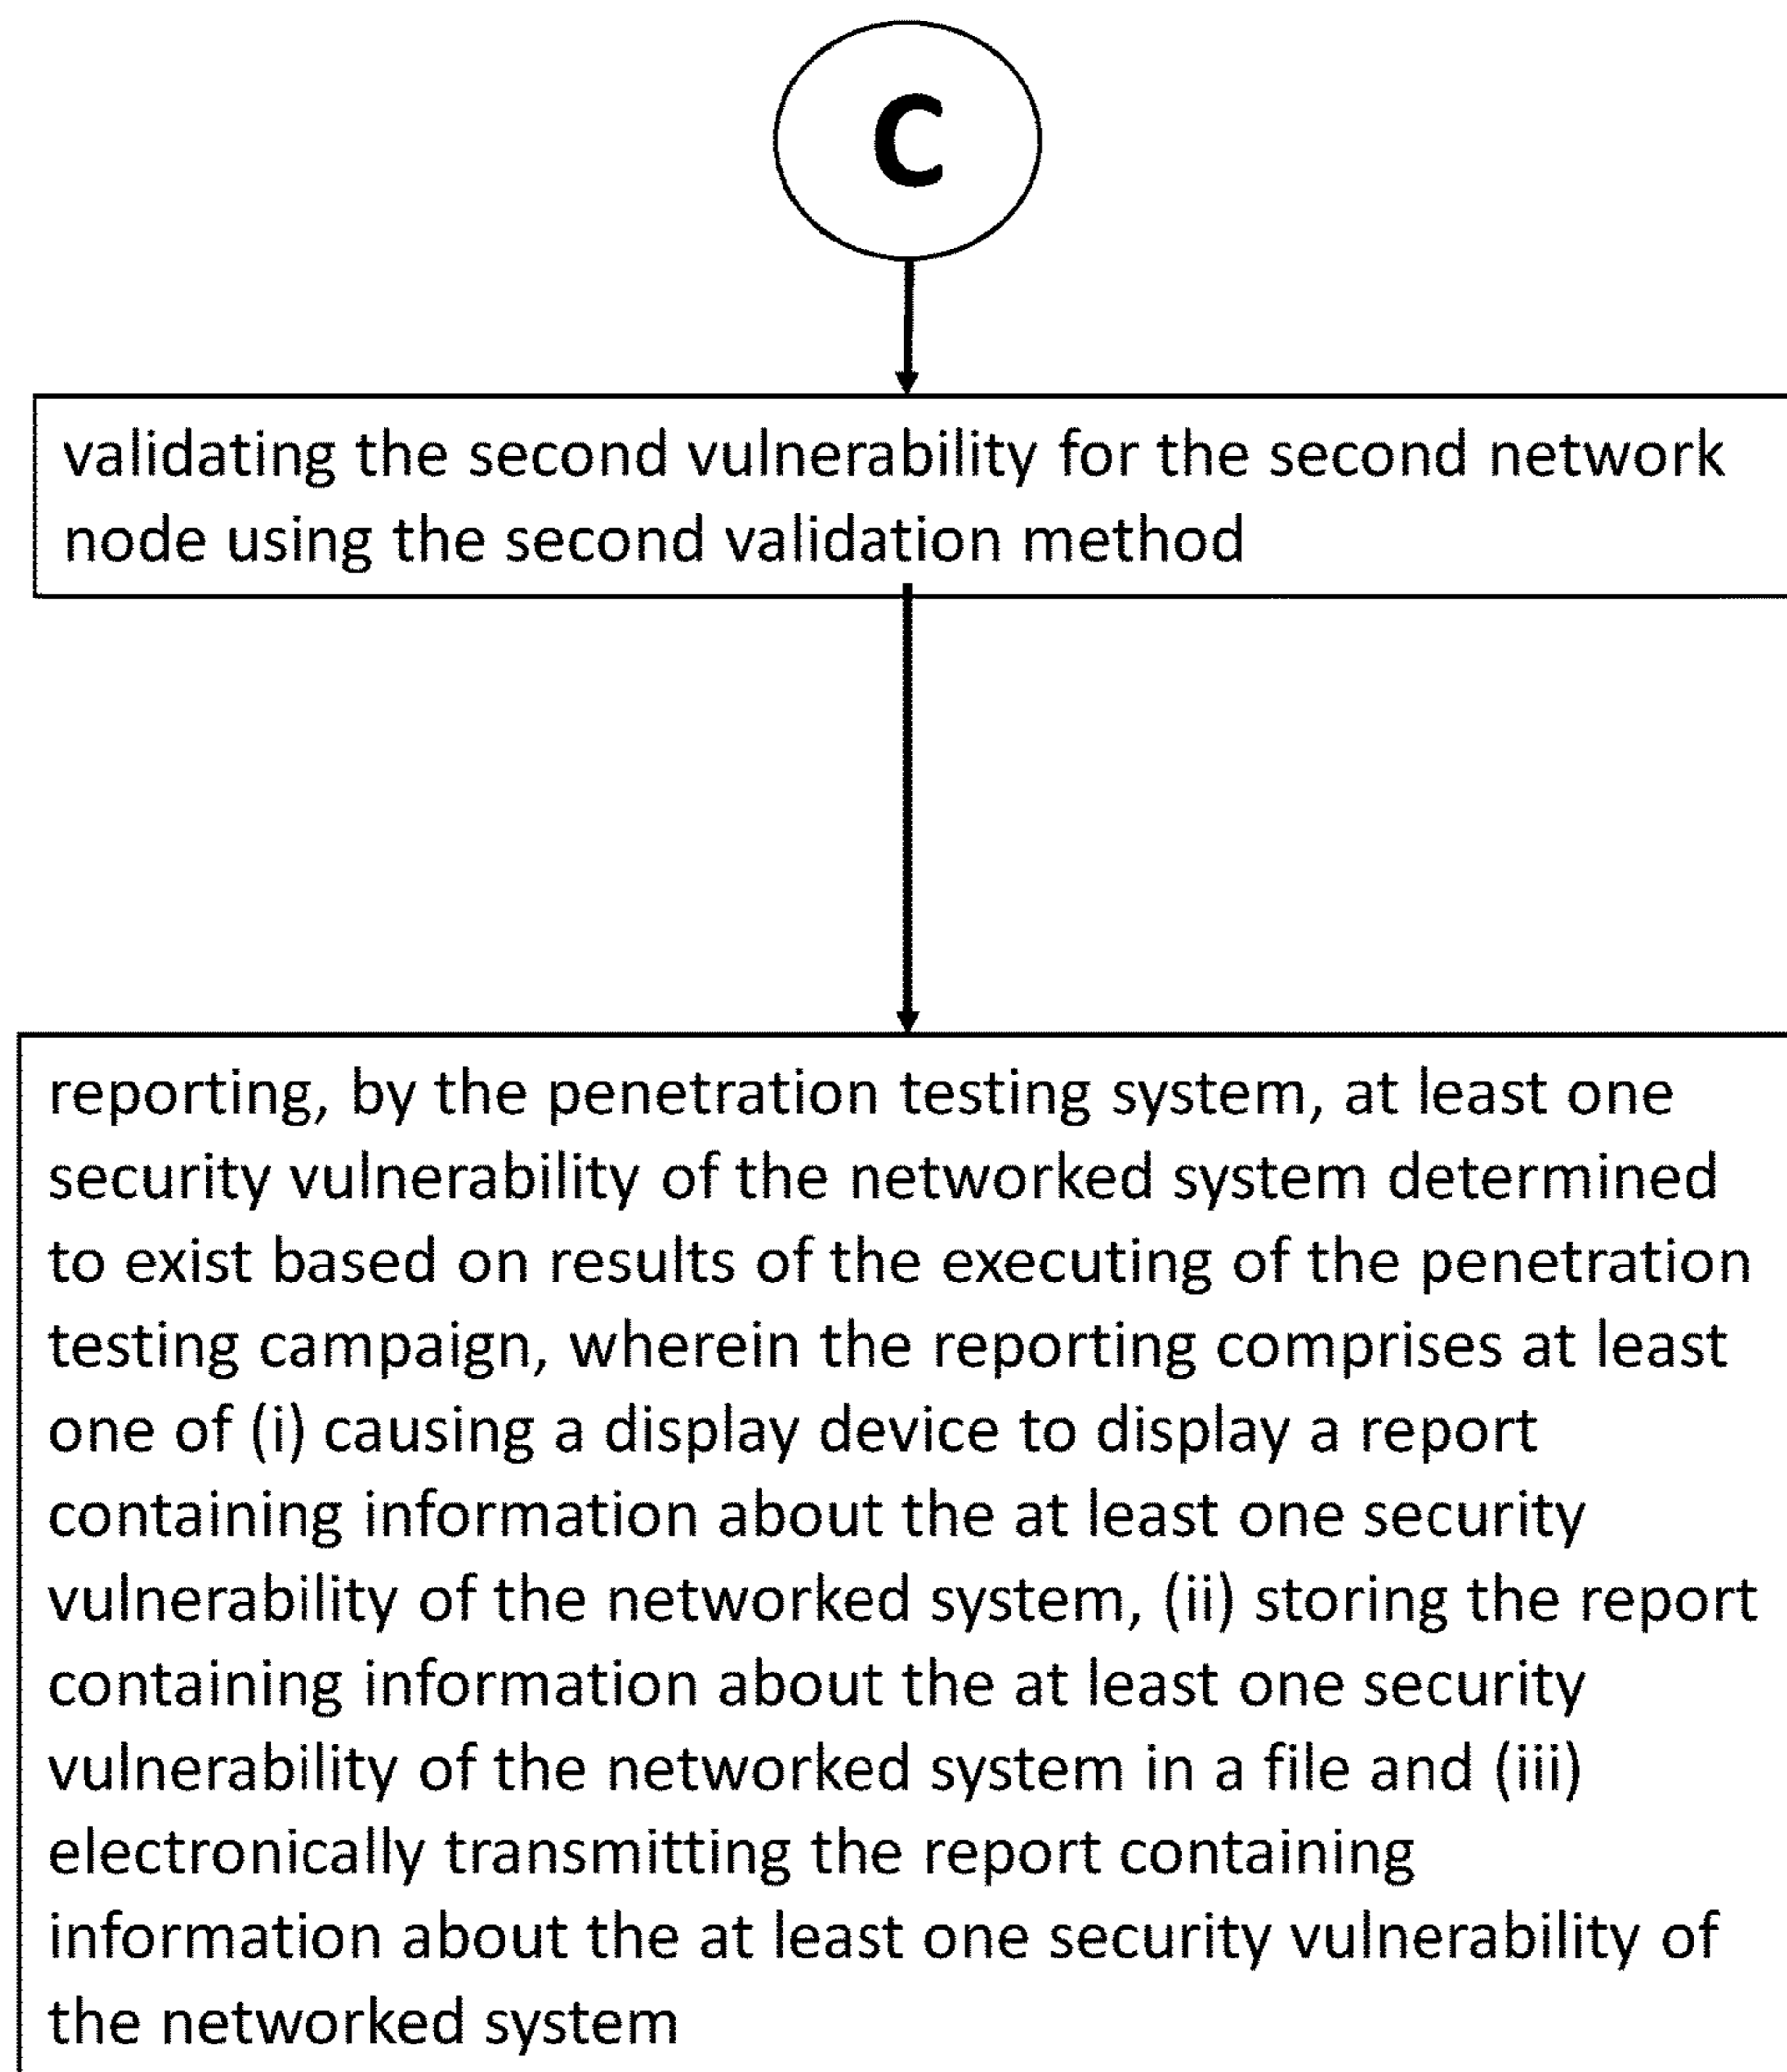 C
validating the second vulnerability for the second network
node using the second validation method
reporting, by the penetration testing system, at least one
security vulnerability of the networked system determined
to exist based on results of the executing of the penetration
testing campaign, wherein the reporting comprises at least
one of (i) causing a display device to display a report
containing information about the at least one security
vulnerability of the networked system, (ii) storing the report
containing information about the at least one security
vulnerability of the networked system in a file and (iii)
electronically transmitting the report containing
information about the at least one security vulnerability of
the networked system